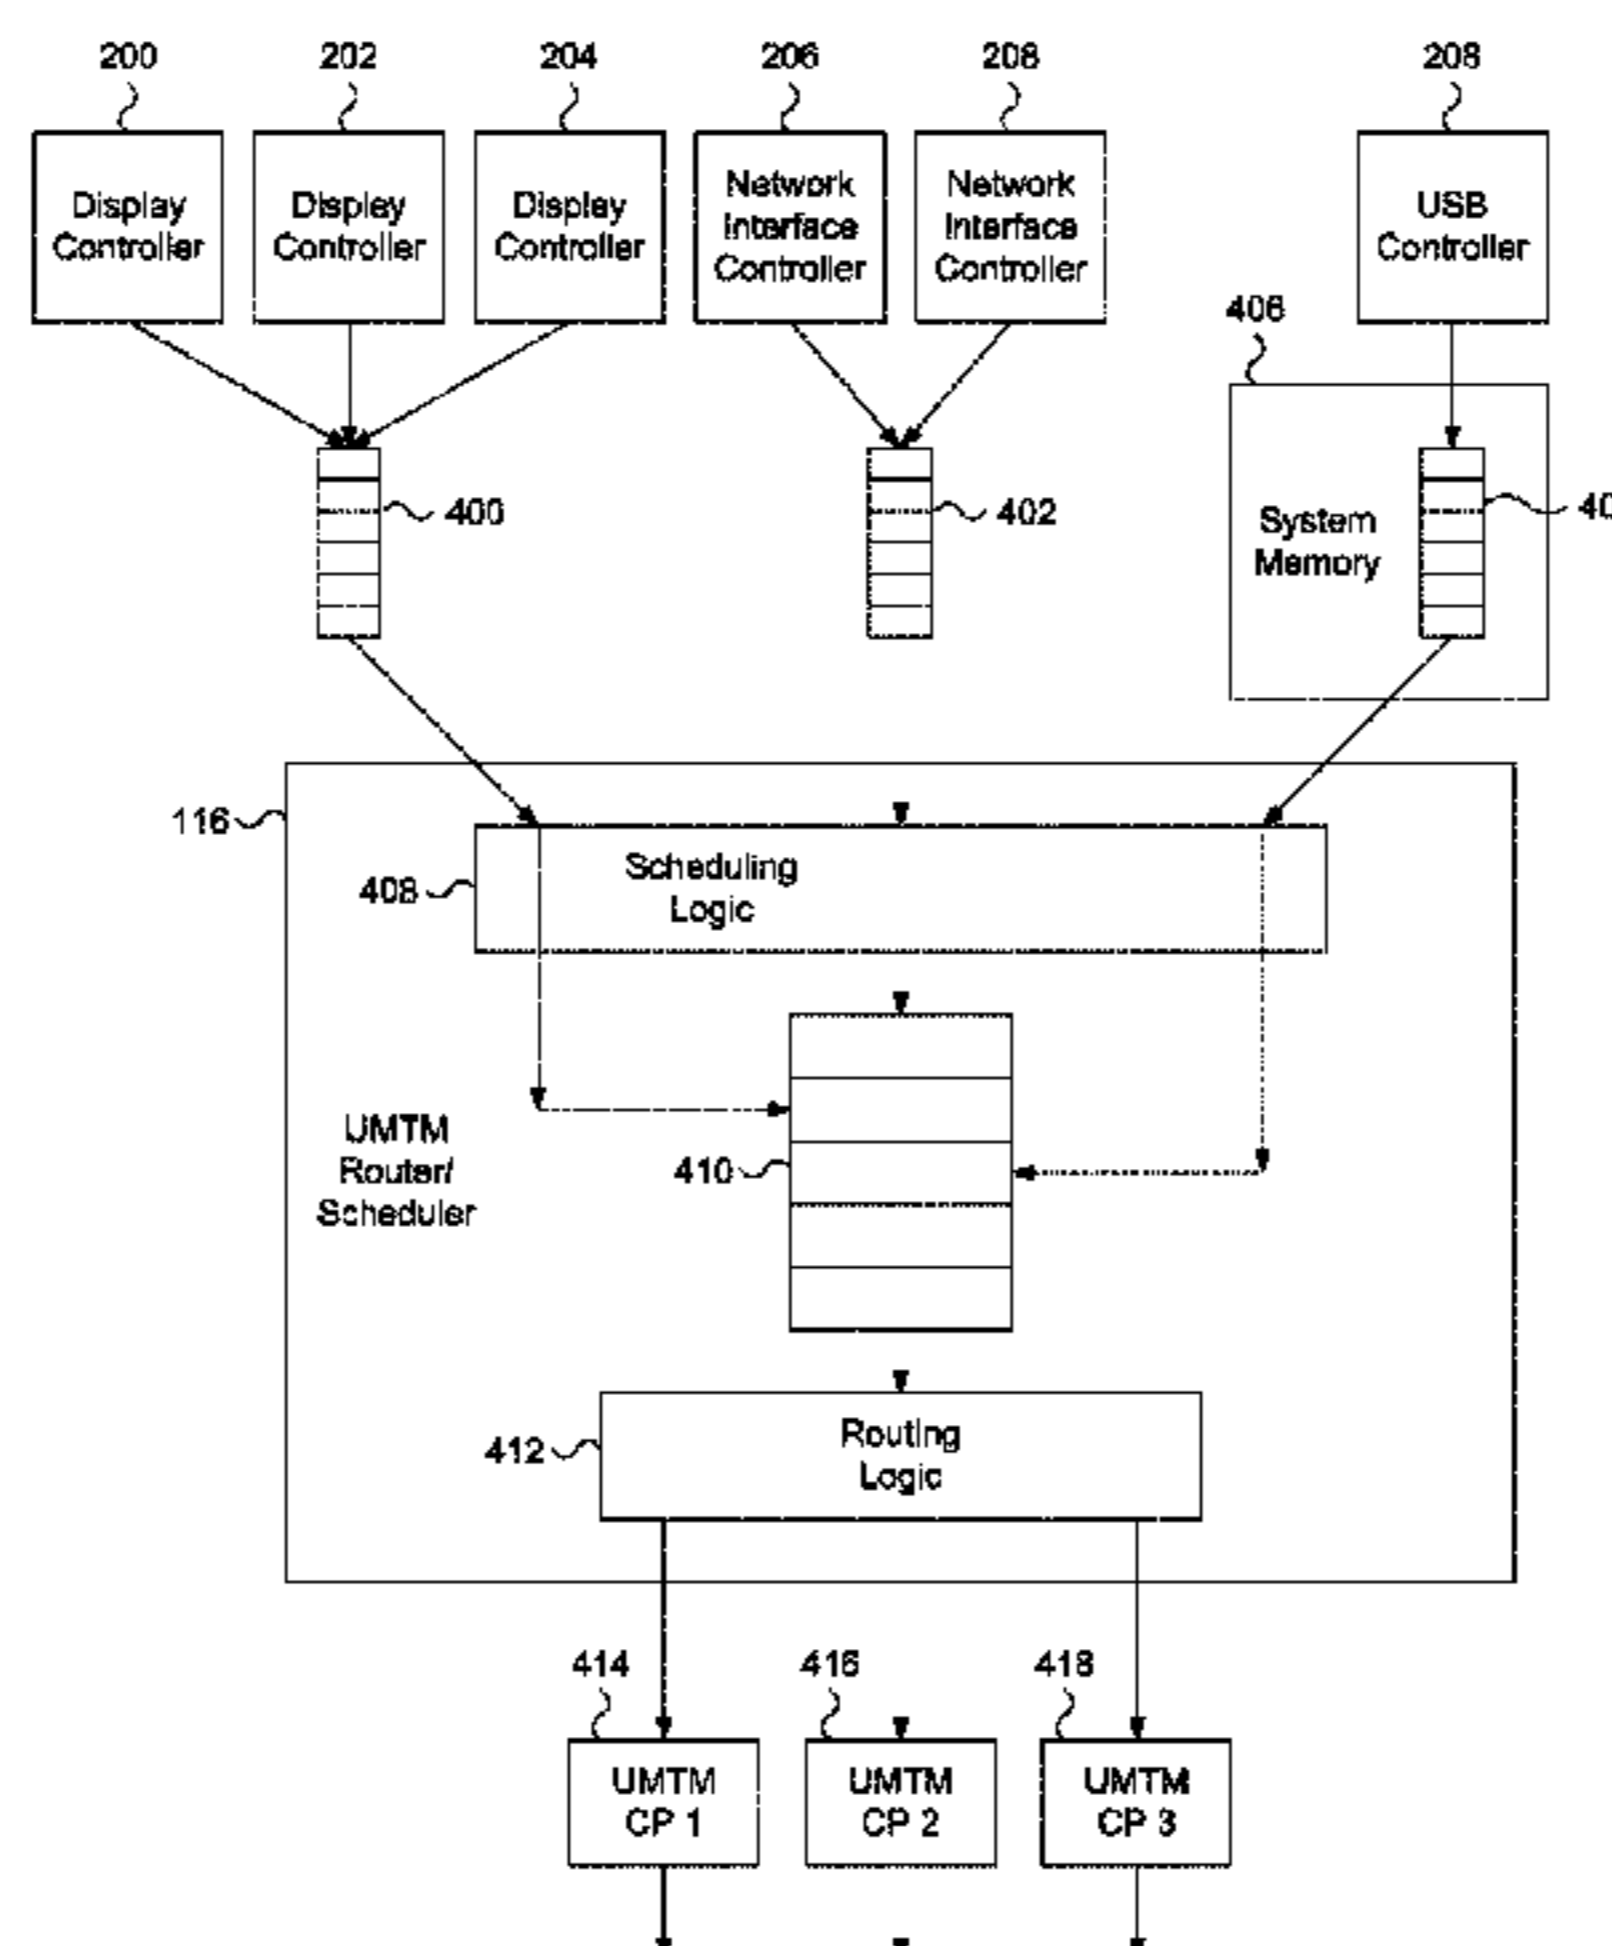 200 202 204 206 208 208
Display
Controller
Display
Controller
Display
Controller
Network
Interface
Controller
Network
Interface
Controller
USB
Controller
406
400
402
System
Memory
40
116
408
Scheduling
Logic
UMTM
Router/
Scheduler
410
412
Routing
Logic
414 416 418
UMTM
CP 1
UMTM
CP 2
UMTM
CP 3